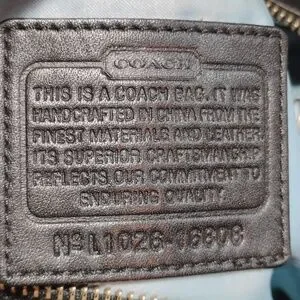 COACH
THIS IS A COACH BAG. IT WAS
HANDCRAFTED IN CHINA FROM THE
FINEST MATERIALS AND LEATHER.
ITS SUPERIOR CRAFTSMANSHIP
REFLECTS OUR COMMITMENT TO
ENDURING QUALITY.
Nº L1026-16808